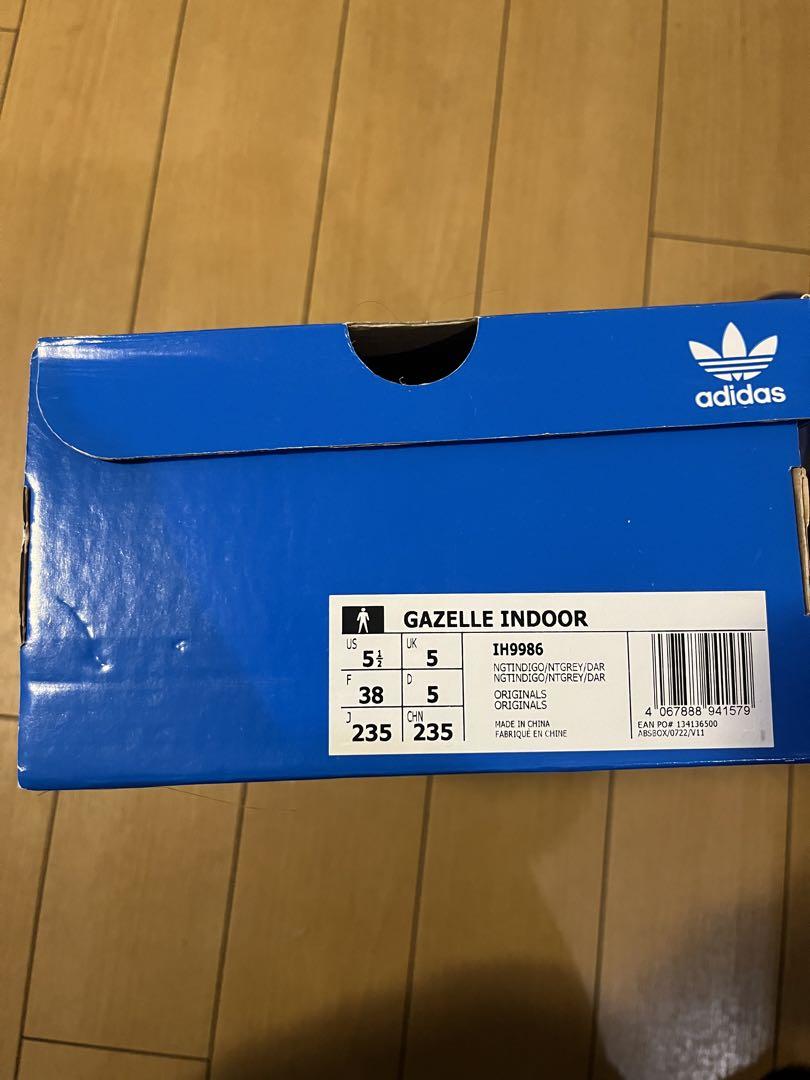 adidas
GAZELLE INDOOR
US 5½ UK 5
F 38 D 5
J 235 CHN 235
IH9986
NGTINDIGO/NTGREY/DAR
NGTINDIGO/NTGREY/DAR
ORIGINALS
ORIGINALS
MADE IN CHINA
FABRIQUÉ EN CHINE
4 067888 941579
EAN PO# 134136500
ABSBOX/0722/V11